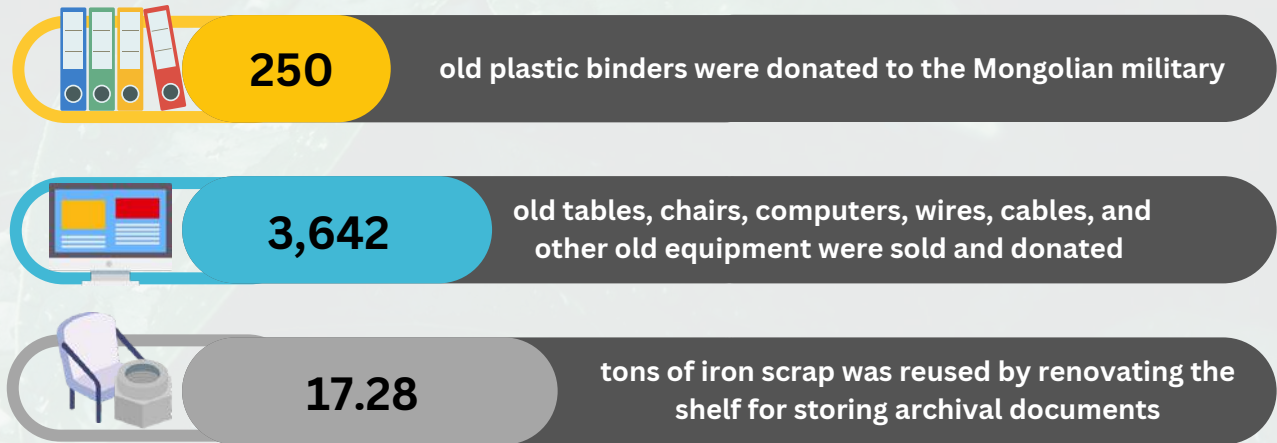 250
old plastic binders were donated to the Mongolian military
3,642
old tables, chairs, computers, wires, cables, and
other old equipment were sold and donated
17.28
tons of iron scrap was reused by renovating the
shelf for storing archival documents